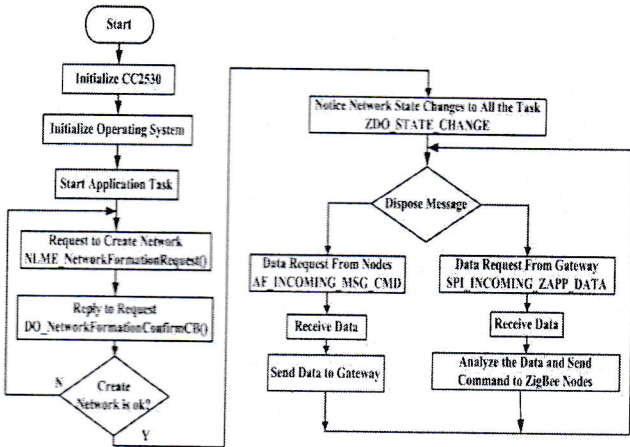 Start
Initialize CC2530
Initialize Operating System
Start Application Task
Request to Create Network
NLME_NetworkFormationRequest()
Reply to Request
DO_NetworkFormationConfirmCB()
N
Create
Network is ok?
Y
Notice Network State Changes to All the Task
ZDO_STATE_CHANGE
Dispose Message
Data Request From Nodes
AF_INCOMING_MSG_CMD
Receive Data
Send Data to Gateway
Data Request From Gateway
SPI_INCOMING_ZAPP_DATA
Receive Data
Analyze the Data and Send
Command to ZigBee Nodes